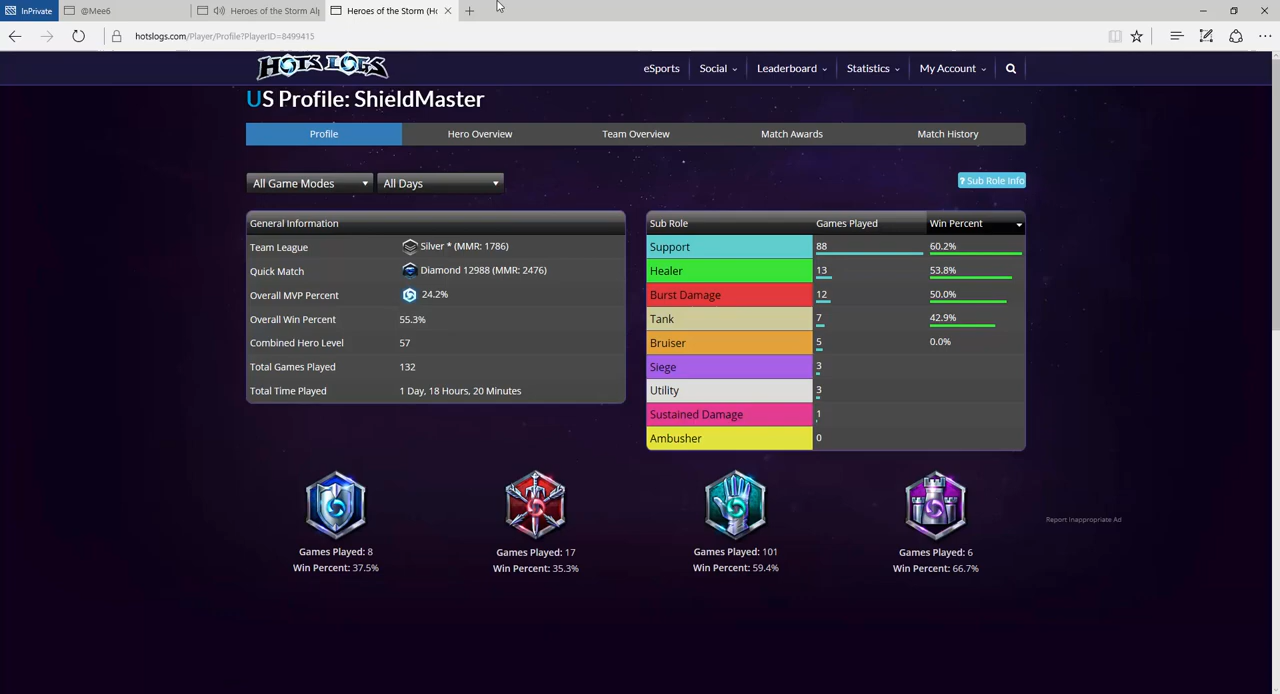 InPrivate
@Mee6
Heroes of the Storm Al
Heroes of the Storm (Ho
hotslogs.com/Player/Profile?PlayerID=8499415
HOTS LOGS
eSports
Social
Leaderboard
Statistics
My Account
US Profile: ShieldMaster
Profile
Hero Overview
Team Overview
Match Awards
Match History
All Game Modes
All Days
? Sub Role Info
General Information
Team League Silver * (MMR: 1786)
Quick Match Diamond 12988 (MMR: 2476)
Overall MVP Percent 24.2%
Overall Win Percent 55.3%
Combined Hero Level 57
Total Games Played 132
Total Time Played 1 Day, 18 Hours, 20 Minutes
Sub Role Games Played Win Percent
Support 88 60.2%
Healer 13 53.8%
Burst Damage 12 50.0%
Tank 7 42.9%
Bruiser 5 0.0%
Siege 3
Utility 3
Sustained Damage 1
Ambusher 0
Games Played: 8
Win Percent: 37.5%
Games Played: 17
Win Percent: 35.3%
Games Played: 101
Win Percent: 59.4%
Games Played: 6
Win Percent: 66.7%
Report Inappropriate Ad